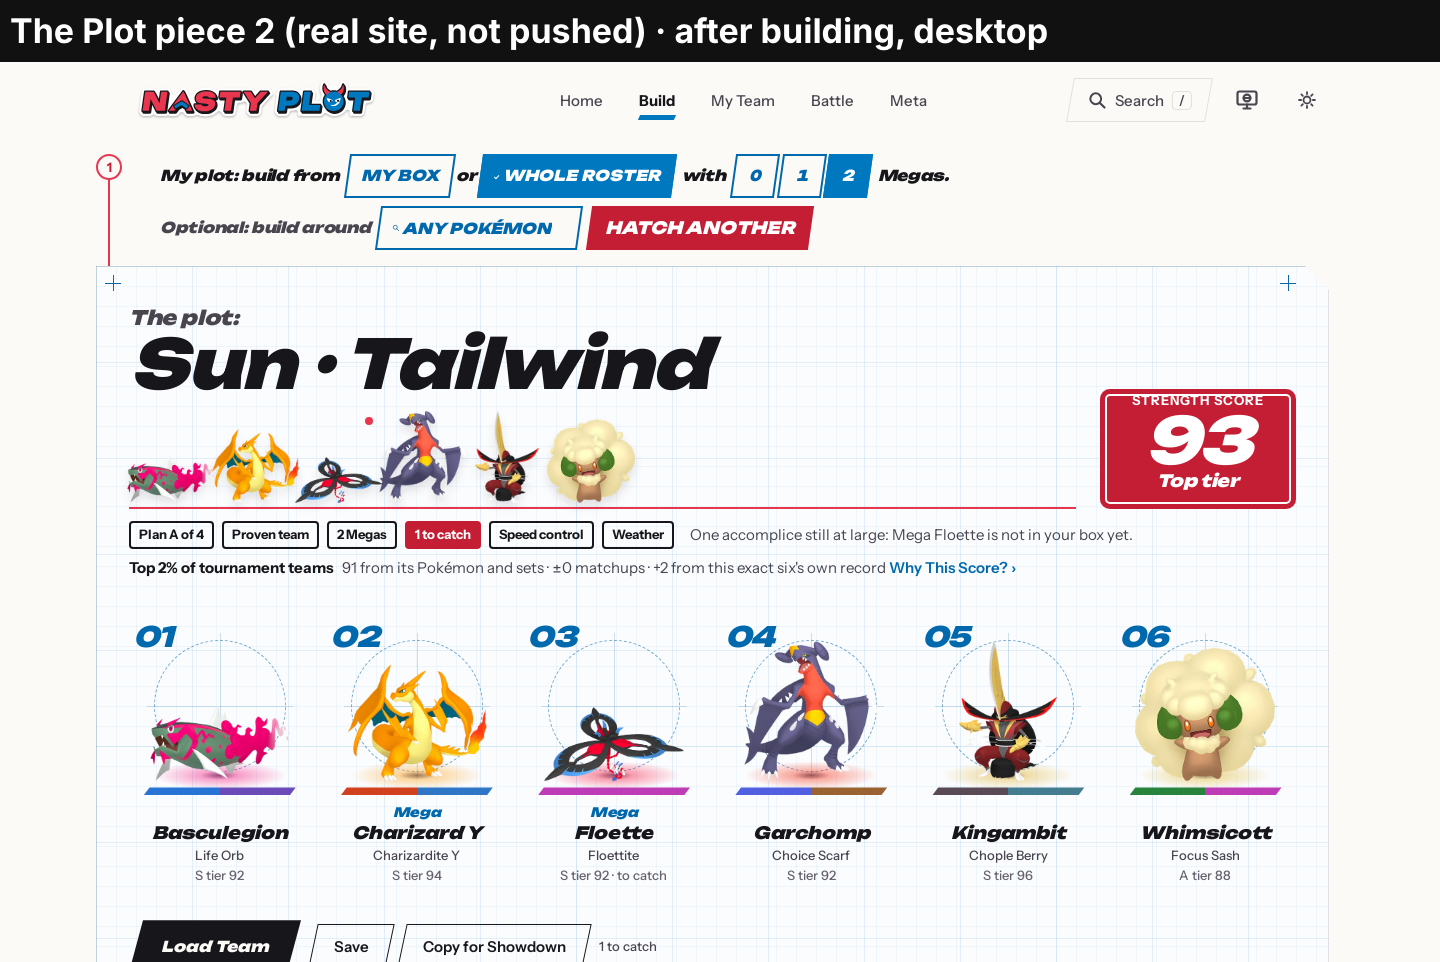 The Plot piece 2 (real site, not pushed) · after building, desktop
NASTY PLOT
Home Build My Team Battle Meta Search /
1
My plot: build from MY BOX or WHOLE ROSTER with 0 1 2 Megas.
Optional: build around ANY POKÉMON HATCH ANOTHER
The plot:
Sun · Tailwind
STRENGTH SCORE
93
Top tier
Plan A of 4 Proven team 2 Megas 1 to catch Speed control Weather One accomplice still at large: Mega Floette is not in your box yet.
Top 2% of tournament teams 91 from its Pokémon and sets · ±0 matchups · +2 from this exact six's own record Why This Score? ›
01 02 03 04 05 06
Mega Mega
Basculegion Charizard Y Floette Garchomp Kingambit Whimsicott
Life Orb Charizardite Y Floettite Choice Scarf Chople Berry Focus Sash
S tier 92 S tier 94 S tier 92 · to catch S tier 92 S tier 96 A tier 88
Load Team Save Copy for Showdown 1 to catch